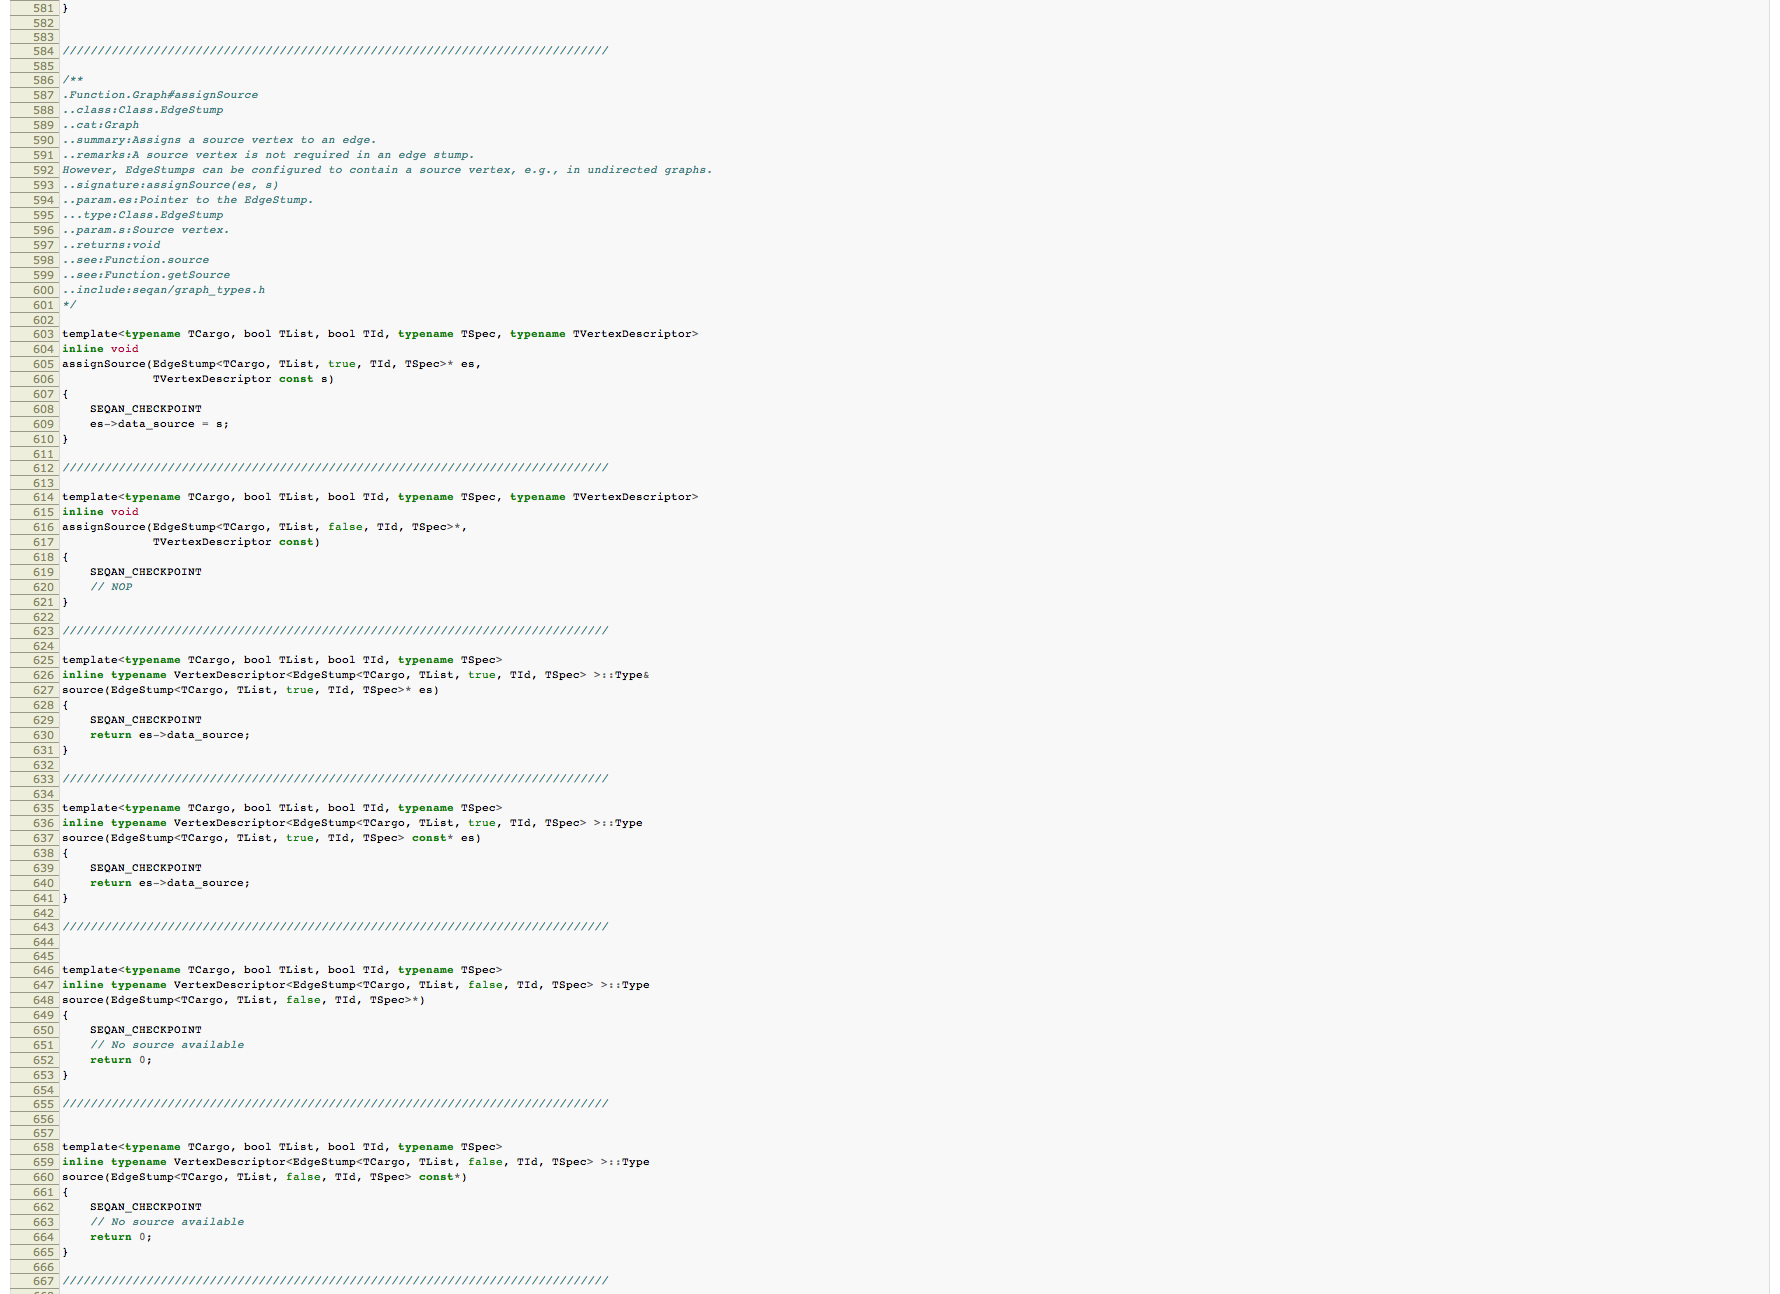 581 }
582
583
584 //////////////////////////////////////////////////////////////////////////////
585
586 /**
587 .Function.Graph#assignSource
588 ..class:Class.EdgeStump
589 ..cat:Graph
590 ..summary:Assigns a source vertex to an edge.
591 ..remarks:A source vertex is not required in an edge stump.
592 However, EdgeStumps can be configured to contain a source vertex, e.g., in undirected graphs.
593 ..signature:assignSource(es, s)
594 ..param.es:Pointer to the EdgeStump.
595 ...type:Class.EdgeStump
596 ..param.s:Source vertex.
597 ..returns:void
598 ..see:Function.source
599 ..see:Function.getSource
600 ..include:seqan/graph_types.h
601 */
602
603 template<typename TCargo, bool TList, bool TId, typename TSpec, typename TVertexDescriptor>
604 inline void
605 assignSource(EdgeStump<TCargo, TList, true, TId, TSpec>* es,
606              TVertexDescriptor const s)
607 {
608     SEQAN_CHECKPOINT
609     es->data_source = s;
610 }
611
612 //////////////////////////////////////////////////////////////////////////////
613
614 template<typename TCargo, bool TList, bool TId, typename TSpec, typename TVertexDescriptor>
615 inline void
616 assignSource(EdgeStump<TCargo, TList, false, TId, TSpec>*,
617              TVertexDescriptor const)
618 {
619     SEQAN_CHECKPOINT
620     // NOP
621 }
622
623 //////////////////////////////////////////////////////////////////////////////
624
625 template<typename TCargo, bool TList, bool TId, typename TSpec>
626 inline typename VertexDescriptor<EdgeStump<TCargo, TList, true, TId, TSpec> >::Type&
627 source(EdgeStump<TCargo, TList, true, TId, TSpec>* es)
628 {
629     SEQAN_CHECKPOINT
630     return es->data_source;
631 }
632
633 //////////////////////////////////////////////////////////////////////////////
634
635 template<typename TCargo, bool TList, bool TId, typename TSpec>
636 inline typename VertexDescriptor<EdgeStump<TCargo, TList, true, TId, TSpec> >::Type
637 source(EdgeStump<TCargo, TList, true, TId, TSpec> const* es)
638 {
639     SEQAN_CHECKPOINT
640     return es->data_source;
641 }
642
643 //////////////////////////////////////////////////////////////////////////////
644
645
646 template<typename TCargo, bool TList, bool TId, typename TSpec>
647 inline typename VertexDescriptor<EdgeStump<TCargo, TList, false, TId, TSpec> >::Type
648 source(EdgeStump<TCargo, TList, false, TId, TSpec>*)
649 {
650     SEQAN_CHECKPOINT
651     // No source available
652     return 0;
653 }
654
655 //////////////////////////////////////////////////////////////////////////////
656
657
658 template<typename TCargo, bool TList, bool TId, typename TSpec>
659 inline typename VertexDescriptor<EdgeStump<TCargo, TList, false, TId, TSpec> >::Type
660 source(EdgeStump<TCargo, TList, false, TId, TSpec> const*)
661 {
662     SEQAN_CHECKPOINT
663     // No source available
664     return 0;
665 }
666
667 //////////////////////////////////////////////////////////////////////////////